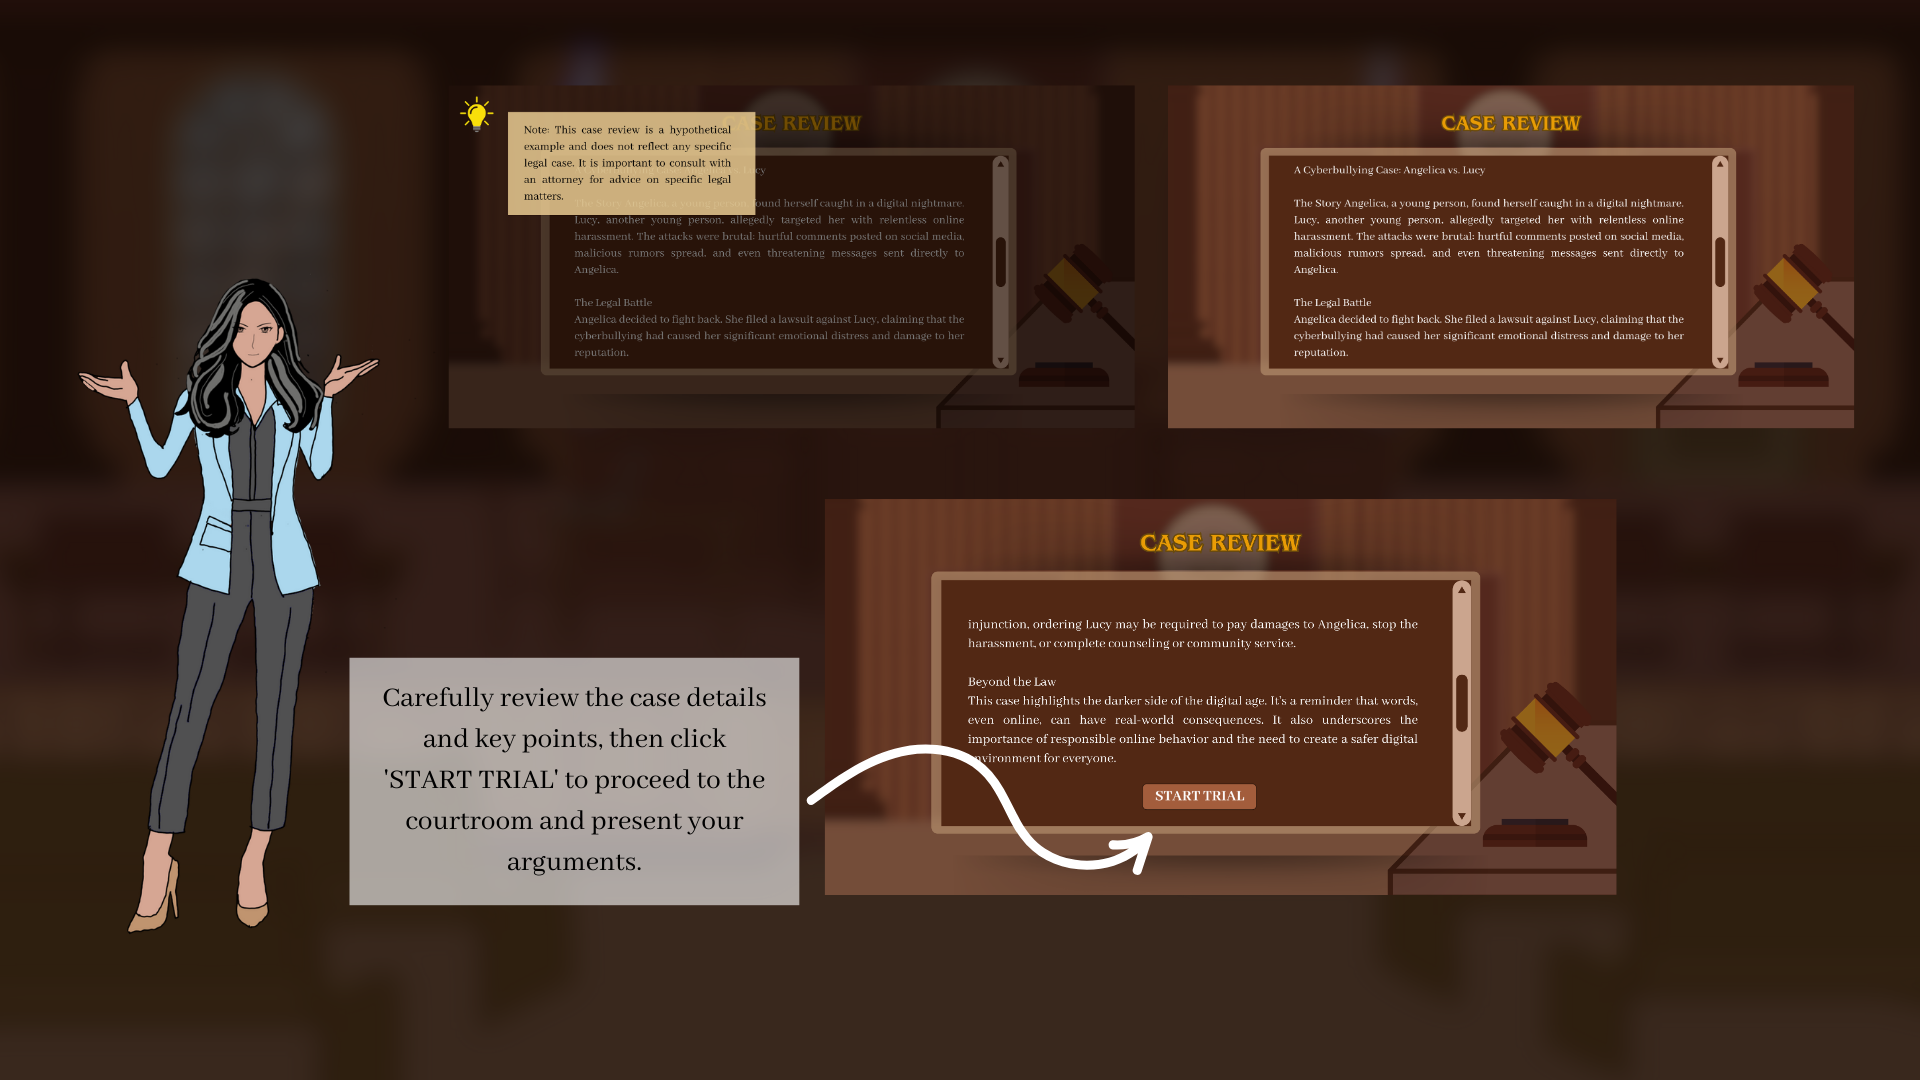 Note: This case review is a hypothetical
example and does not reflect any specific
legal case. It is important to consult with
an attorney for advice on specific legal
matters.
CASE REVIEW
Lucy
The Story Angelica, a young person, found herself caught in a digital nightmare.
Lucy, another young person, allegedly targeted her with relentless online
harassment. The attacks were brutal: hurtful comments posted on social media,
malicious rumors spread, and even threatening messages sent directly to
Angelica.
The Legal Battle
Angelica decided to fight back. She filed a lawsuit against Lucy, claiming that the
cyberbullying had caused her significant emotional distress and damage to her
reputation.
CASE REVIEW
A Cyberbullying Case: Angelica vs. Lucy
The Story Angelica, a young person, found herself caught in a digital nightmare.
Lucy, another young person, allegedly targeted her with relentless online
harassment. The attacks were brutal: hurtful comments posted on social media,
malicious rumors spread, and even threatening messages sent directly to
Angelica.
The Legal Battle
Angelica decided to fight back. She filed a lawsuit against Lucy, claiming that the
cyberbullying had caused her significant emotional distress and damage to her
reputation.
Carefully review the case details
and key points, then click
'START TRIAL' to proceed to the
courtroom and present your
arguments.
CASE REVIEW
injunction, ordering Lucy may be required to pay damages to Angelica, stop the
harassment, or complete counseling or community service.
Beyond the Law
This case highlights the darker side of the digital age. It's a reminder that words,
even online, can have real-world consequences. It also underscores the
importance of responsible online behavior and the need to create a safer digital
environment for everyone.
START TRIAL